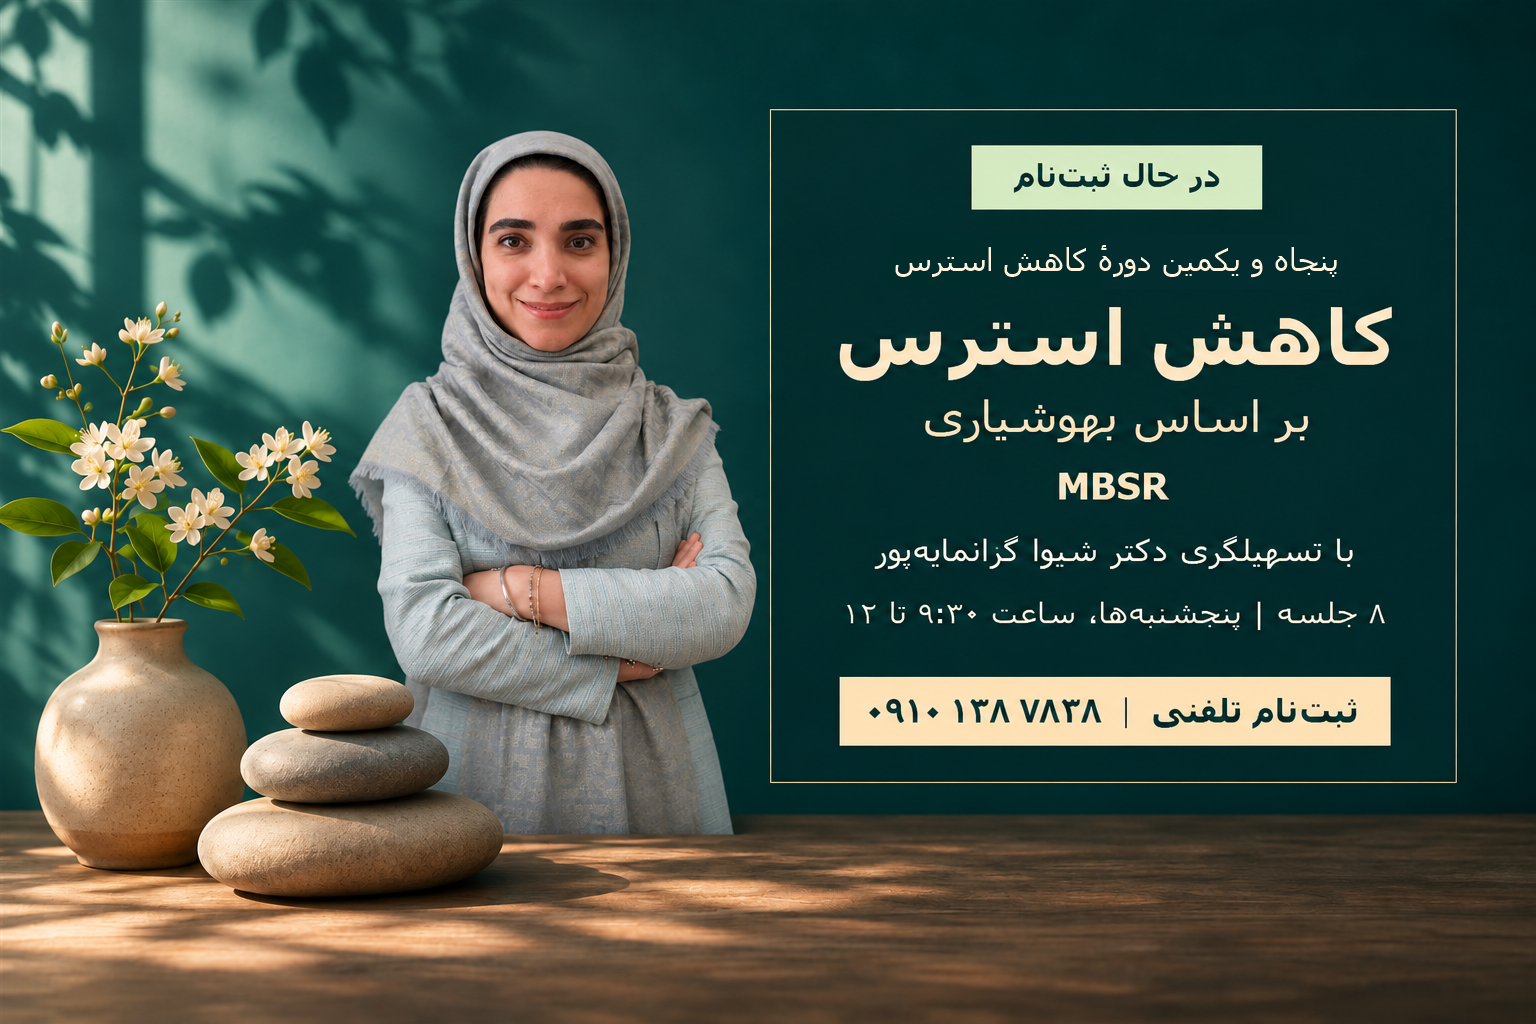 در حال ثبت‌نام
پنجاه و یکمین دورهٔ کاهش استرس
کاهش استرس
بر اساس بهوشیاری
MBSR
با تسهیلگری دکتر شیوا گزانمایه‌پور
۸ جلسه | پنجشنبه‌ها، ساعت ۹:۳۰ تا ۱۲
ثبت‌نام تلفنی | ۰۹۱۰ ۱۳۸ ۷۸۳۸